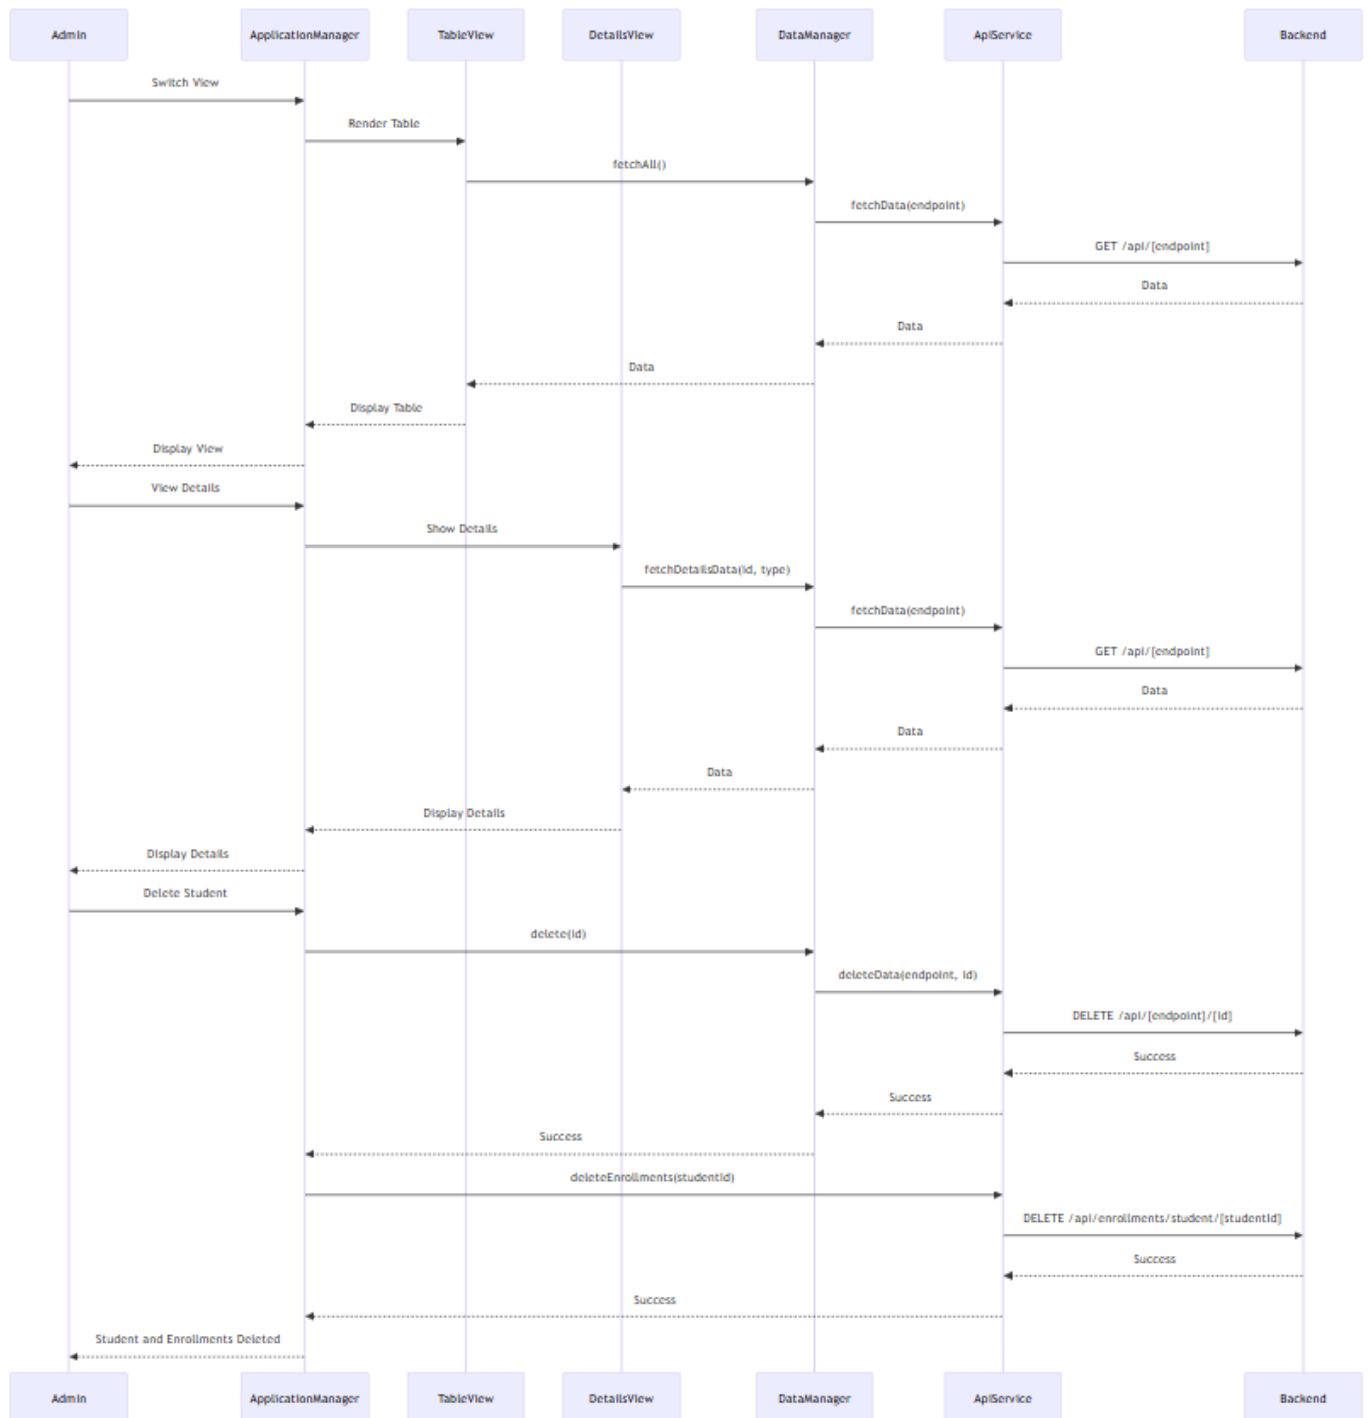 Admin
ApplicationManager
TableView
DetailsView
DataManager
ApiService
Backend
Switch View
Render Table
fetchAll()
fetchData(endpoint)
GET /api/[endpoint]
Data
Data
Data
Display Table
Display View
View Details
Show Details
fetchDetailsData(id, type)
fetchData(endpoint)
GET /api/[endpoint]
Data
Data
Data
Display Details
Display Details
Delete Student
delete(id)
deleteData(endpoint, id)
DELETE /api/[endpoint]/[id]
Success
Success
Success
deleteEnrollments(studentId)
DELETE /api/enrollments/student/[studentId]
Success
Success
Student and Enrollments Deleted
Admin
ApplicationManager
TableView
DetailsView
DataManager
ApiService
Backend